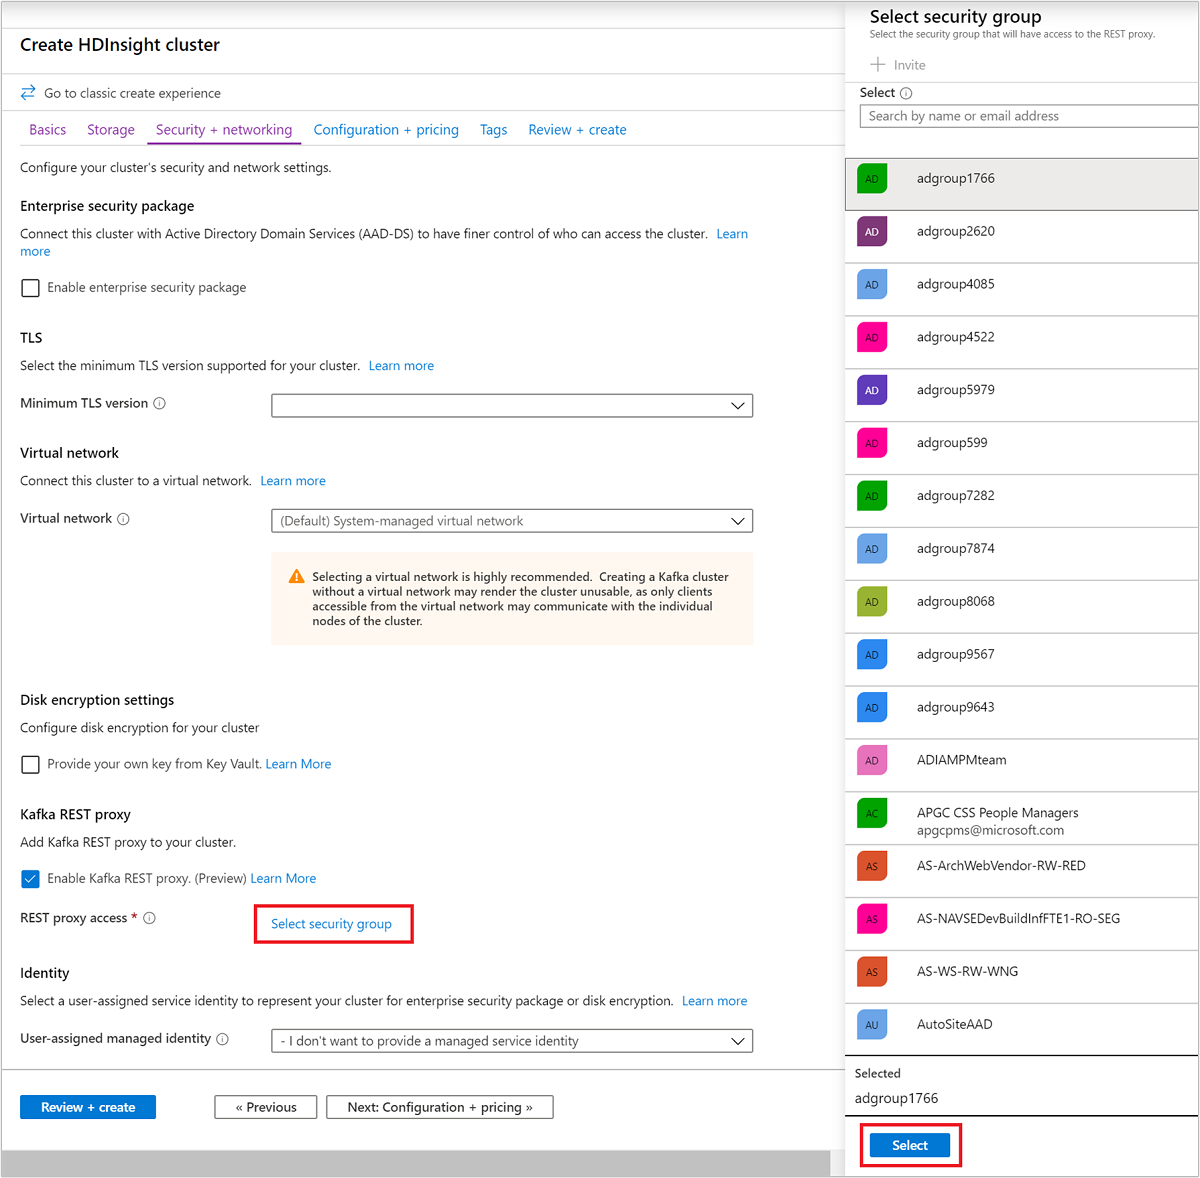 Create HDInsight cluster
Go to classic create experience
Basics
Storage
Security + networking
Configuration + pricing
Tags
Review + create
Configure your cluster's security and network settings.
Enterprise security package
Connect this cluster with Active Directory Domain Services (AAD-DS) to have finer control of who can access the cluster. Learn
more
Enable enterprise security package
TLS
Select the minimum TLS version supported for your cluster. Learn more
Minimum TLS version
Virtual network
Connect this cluster to a virtual network. Learn more
Virtual network
(Default) System-managed virtual network
Selecting a virtual network is highly recommended. Creating a Kafka cluster
without a virtual network may render the cluster unusable, as only clients
accessible from the virtual network may communicate with the individual
nodes of the cluster.
Disk encryption settings
Configure disk encryption for your cluster
Provide your own key from Key Vault. Learn More
Kafka REST proxy
Add Kafka REST proxy to your cluster.
Enable Kafka REST proxy. (Preview) Learn More
REST proxy access *
Select security group
Identity
Select a user-assigned service identity to represent your cluster for enterprise security package or disk encryption. Learn more
User-assigned managed identity
- I don't want to provide a managed service identity
Review + create
« Previous
Next: Configuration + pricing »
Select security group
Select the security group that will have access to the REST proxy.
Invite
Select
Search by name or email address
AD adgroup1766
AD adgroup2620
AD adgroup4085
AD adgroup4522
AD adgroup5979
AD adgroup599
AD adgroup7282
AD adgroup7874
AD adgroup8068
AD adgroup9567
AD adgroup9643
AD ADIAMPMteam
AC APGC CSS People Managers
apgcpms@microsoft.com
AS AS-ArchWebVendor-RW-RED
AS AS-NAVSEDevBuildInfFTE1-RO-SEG
AS AS-WS-RW-WNG
AU AutoSiteAAD
Selected
adgroup1766
Select